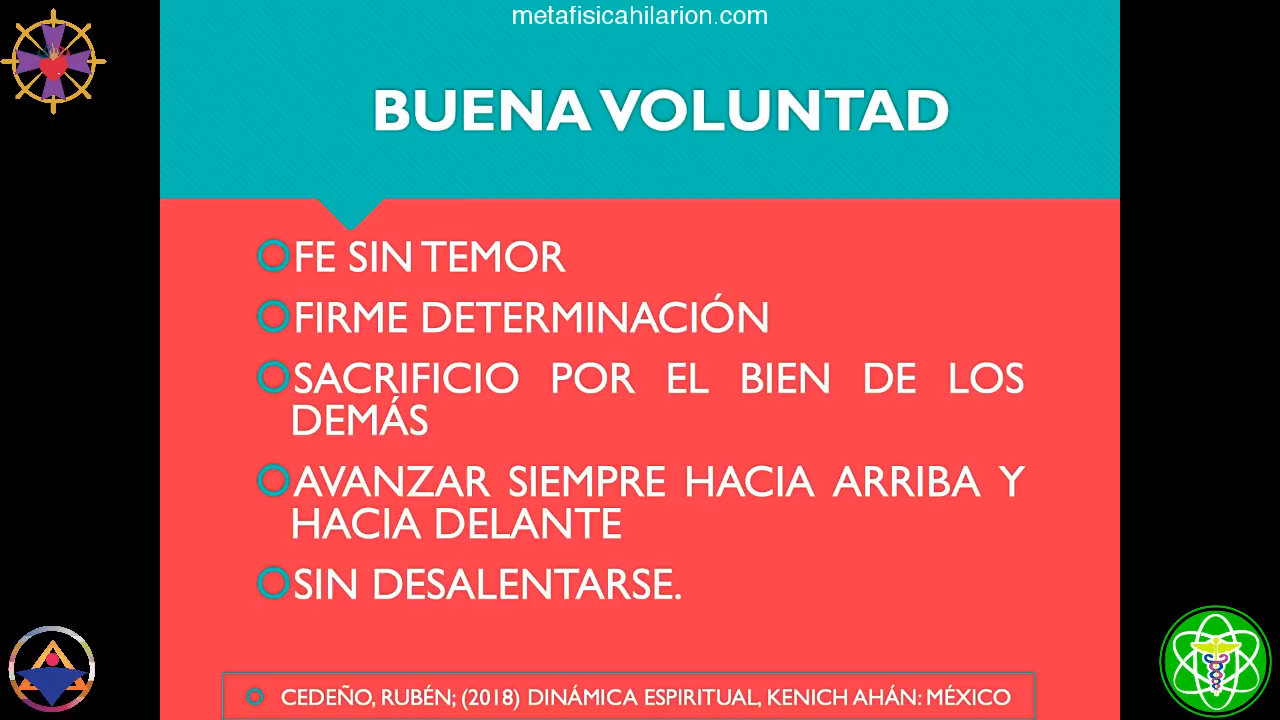 metafisicahilarion.com
BUENA VOLUNTAD
FE SIN TEMOR
FIRME DETERMINACIÓN
SACRIFICIO POR EL BIEN DE LOS
DEMÁS
AVANZAR SIEMPRE HACIA ARRIBA Y
HACIA DELANTE
SIN DESALENTARSE.
CEDEÑO, RUBÉN; (2018) DINÁMICA ESPIRITUAL, KENICH AHÁN: MÉXICO